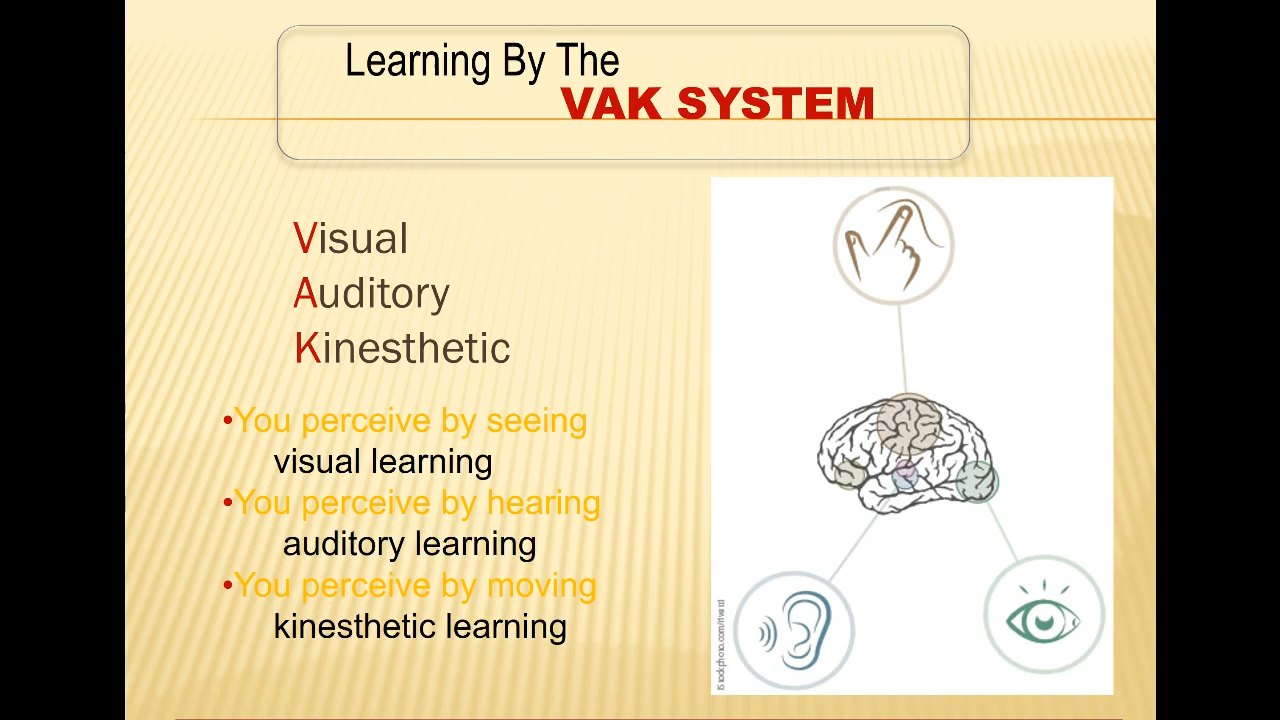 Learning By The
VAK SYSTEM
Visual
Auditory
Kinesthetic
•You perceive by seeing
visual learning
•You perceive by hearing
auditory learning
•You perceive by moving
kinesthetic learning